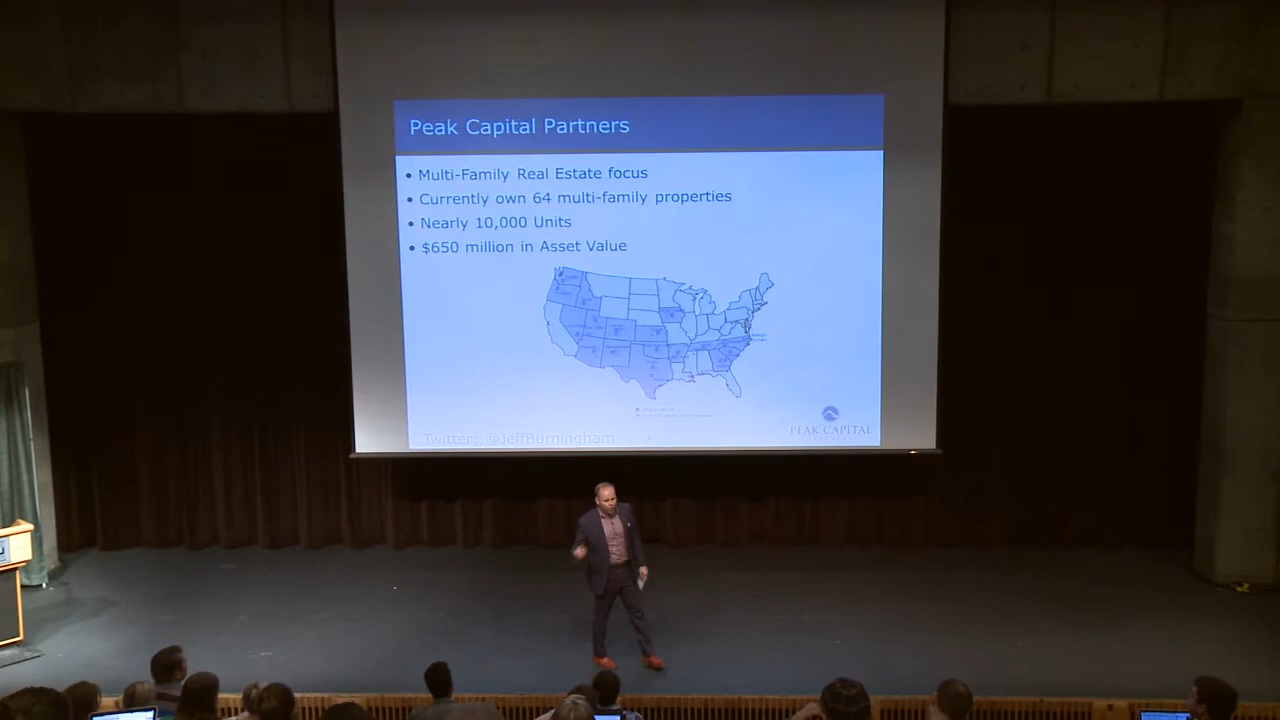 Peak Capital Partners
• Multi-Family Real Estate focus
• Currently own 64 multi-family properties
• Nearly 10,000 Units
• $650 million in Asset Value
Twitter: @JeffBurningham
PEAK CAPITAL